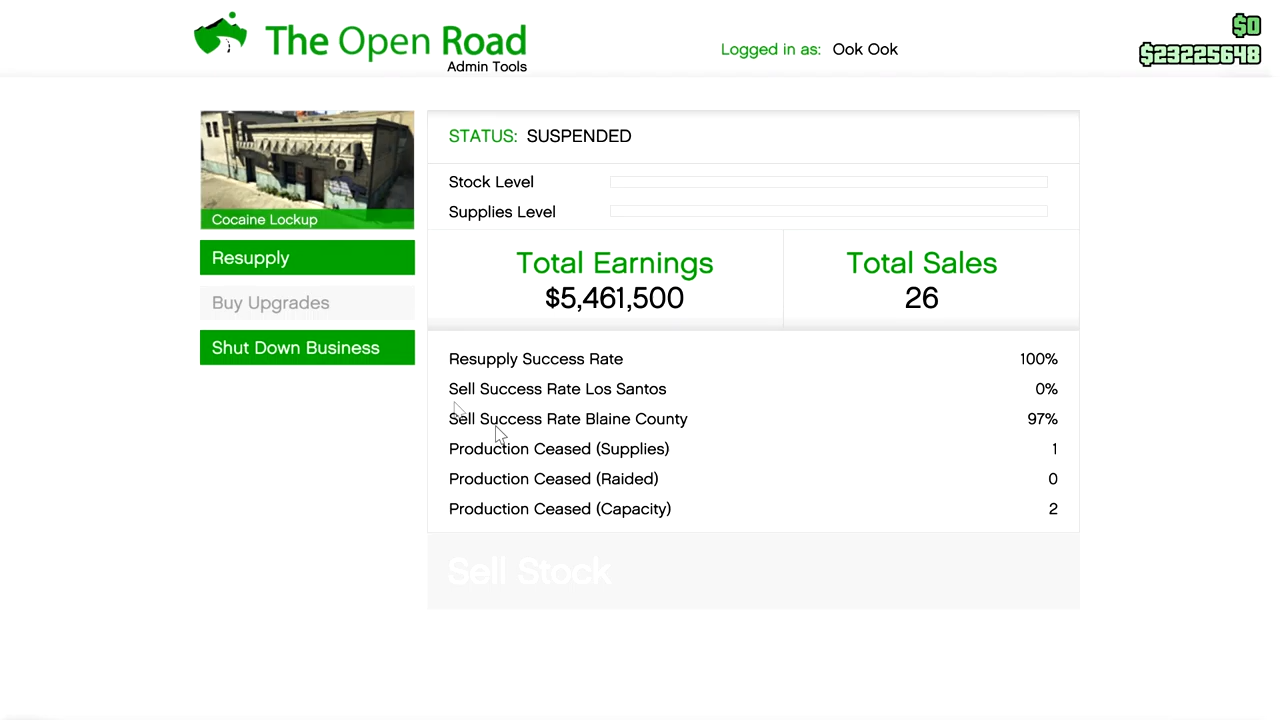 The Open Road
Admin Tools
Logged in as: Ook Ook
$0
$23225648
Cocaine Lockup
Resupply
Buy Upgrades
Shut Down Business
STATUS: SUSPENDED
Stock Level
Supplies Level
Total Earnings
$5,461,500
Total Sales
26
Resupply Success Rate 100%
Sell Success Rate Los Santos 0%
Sell Success Rate Blaine County 97%
Production Ceased (Supplies) 1
Production Ceased (Raided) 0
Production Ceased (Capacity) 2
Sell Stock